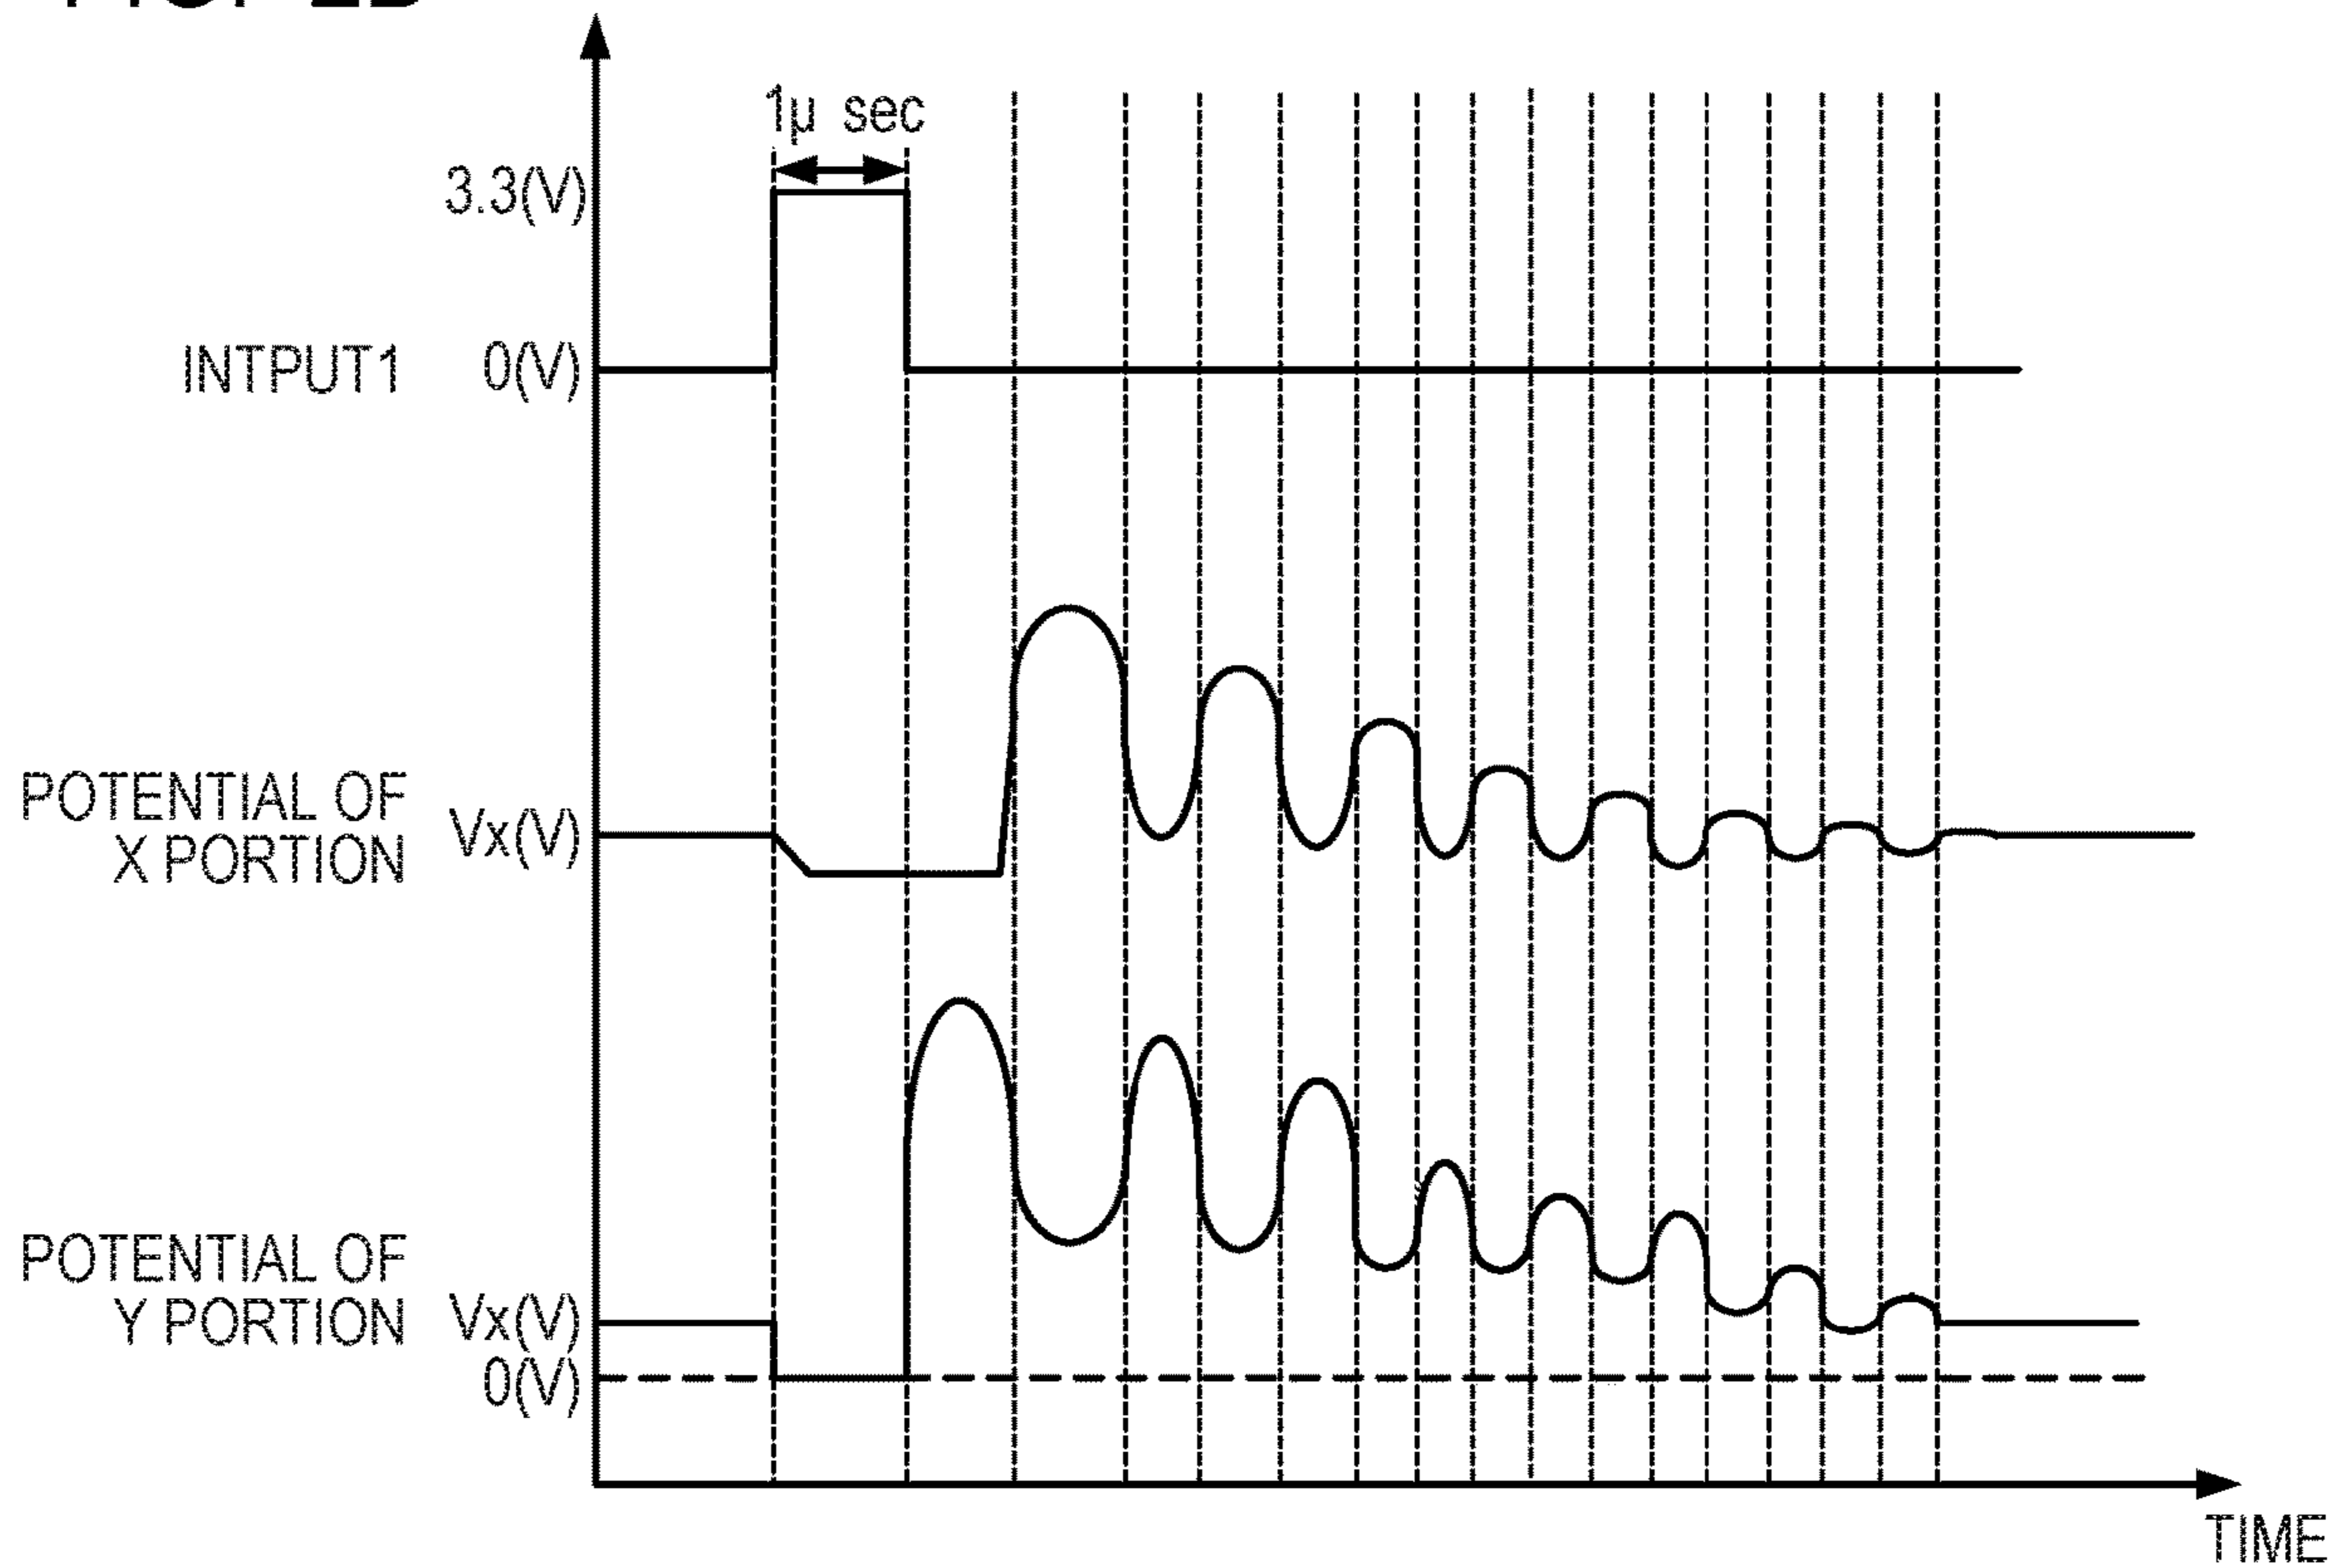 1μ sec
3.3(V)
INTPUT1 0(V)
POTENTIAL OF
X PORTION Vx(V)
POTENTIAL OF
Y PORTION Vx(V)
0(V)
TIME